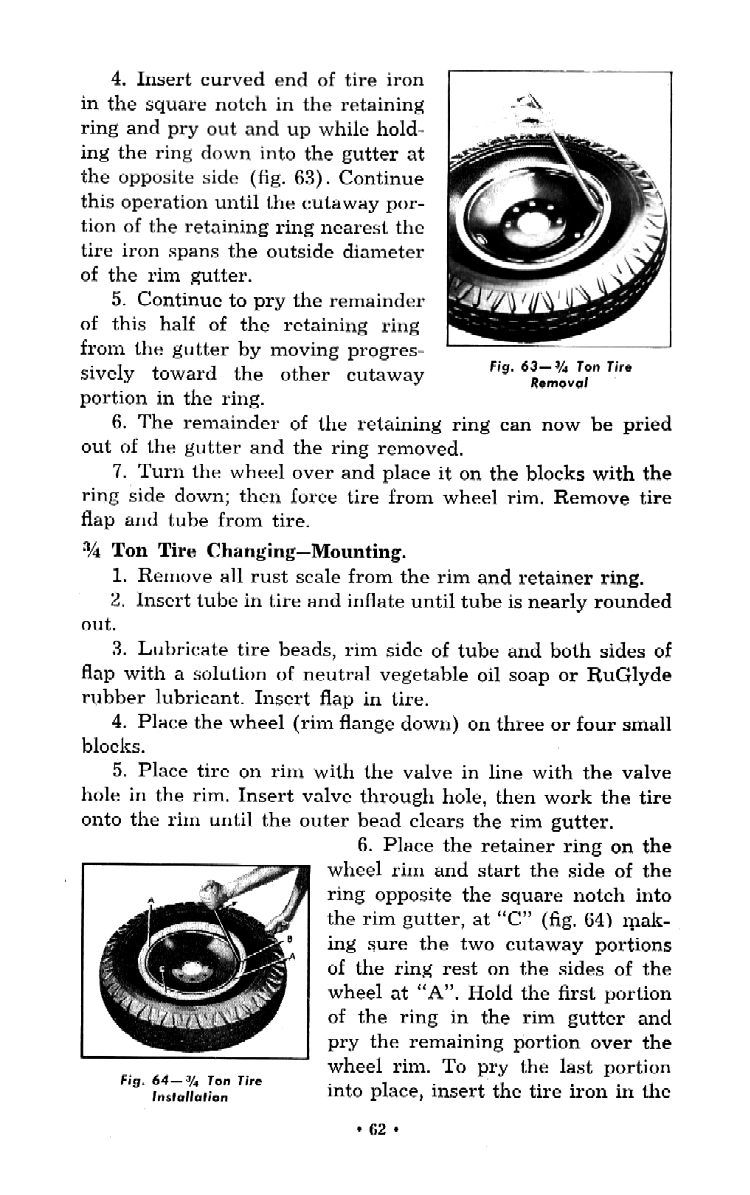 4. Insert curved end of tire iron
in the square notch in the retaining
ring and pry out and up while hold-
ing the ring down into the gutter at
the opposite side (fig. 63). Continue
this operation until the cutaway por-
tion of the retaining ring nearest the
tire iron spans the outside diameter
of the rim gutter.
5. Continue to pry the remainder
of this half of the retaining ring
from the gutter by moving progres-
sively toward the other cutaway
portion in the ring.
Fig. 63—¾ Ton Tire
Removal
6. The remainder of the retaining ring can now be pried
out of the gutter and the ring removed.
7. Turn the wheel over and place it on the blocks with the
ring side down; then force tire from wheel rim. Remove tire
flap and tube from tire.
¾ Ton Tire Changing—Mounting.
1. Remove all rust scale from the rim and retainer ring.
2. Insert tube in tire and inflate until tube is nearly rounded
out.
3. Lubricate tire beads, rim side of tube and both sides of
flap with a solution of neutral vegetable oil soap or RuGlyde
rubber lubricant. Insert flap in tire.
4. Place the wheel (rim flange down) on three or four small
blocks.
5. Place tire on rim with the valve in line with the valve
hole in the rim. Insert valve through hole, then work the tire
onto the rim until the outer bead clears the rim gutter.
6. Place the retainer ring on the
wheel rim and start the side of the
ring opposite the square notch into
the rim gutter, at “C” (fig. 64) mak-
ing sure the two cutaway portions
of the ring rest on the sides of the
wheel at “A”. Hold the first portion
of the ring in the rim gutter and
pry the remaining portion over the
wheel rim. To pry the last portion
into place, insert the tire iron in the
A
B
A
C
Fig. 64—¾ Ton Tire
Installation
• 62 •